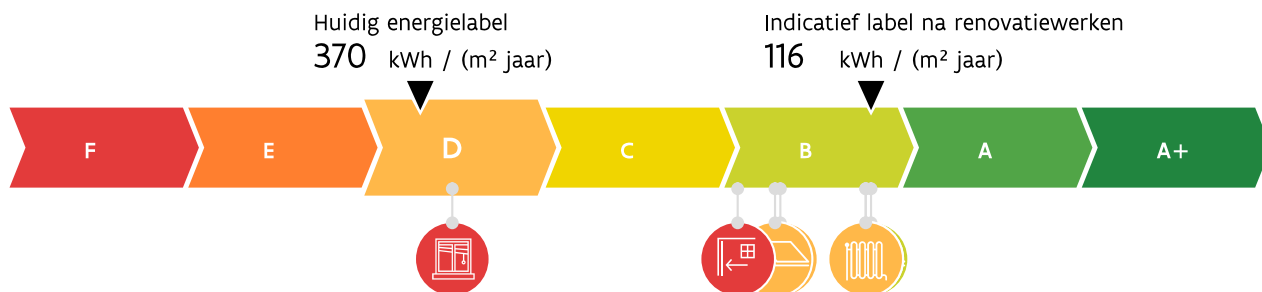 Huidig energielabel
370 kWh / (m² jaar)
Indicatief label na renovatiewerken
116 kWh / (m² jaar)
F E D C B A A+